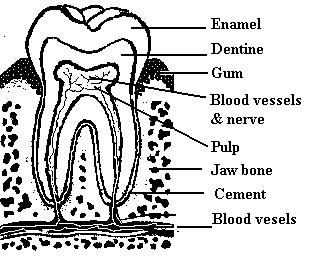 Enamel
Dentine
Gum
Blood vessels
& nerve
Pulp
Jaw bone
Cement
Blood vesels